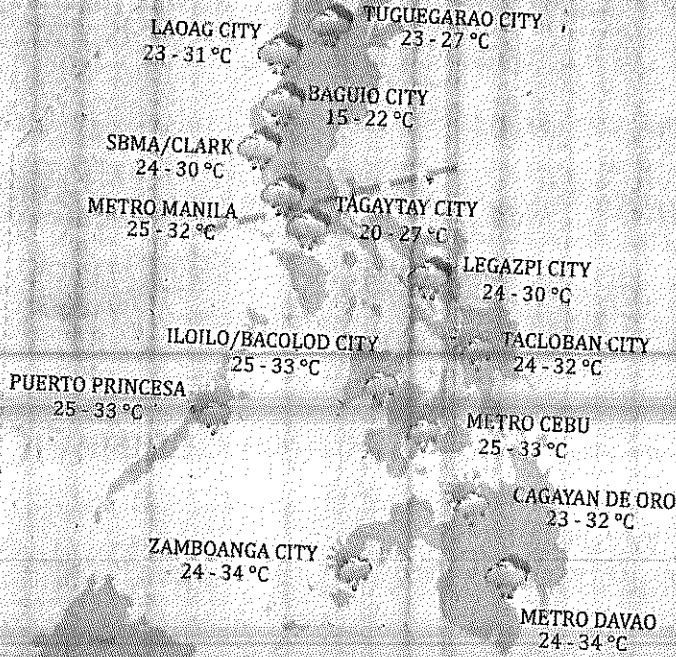 LAOAG CITY
23 - 31 °C
TUGUEGARAO CITY
23 - 27 °C
BAGUIO CITY
15 - 22 °C
SBMA/CLARK
24 - 30 °C
METRO MANILA
25 - 32 °C
TAGAYTAY CITY
20 - 27 °C
LEGAZPI CITY
24 - 30 °C
ILOILO/BACOLOD CITY
25 - 33 °C
TACLOBAN CITY
24 - 32 °C
PUERTO PRINCESA
25 - 33 °C
METRO CEBU
25 - 33 °C
CAGAYAN DE ORO
23 - 32 °C
ZAMBOANGA CITY
24 - 34 °C
METRO DAVAO
24 - 34 °C